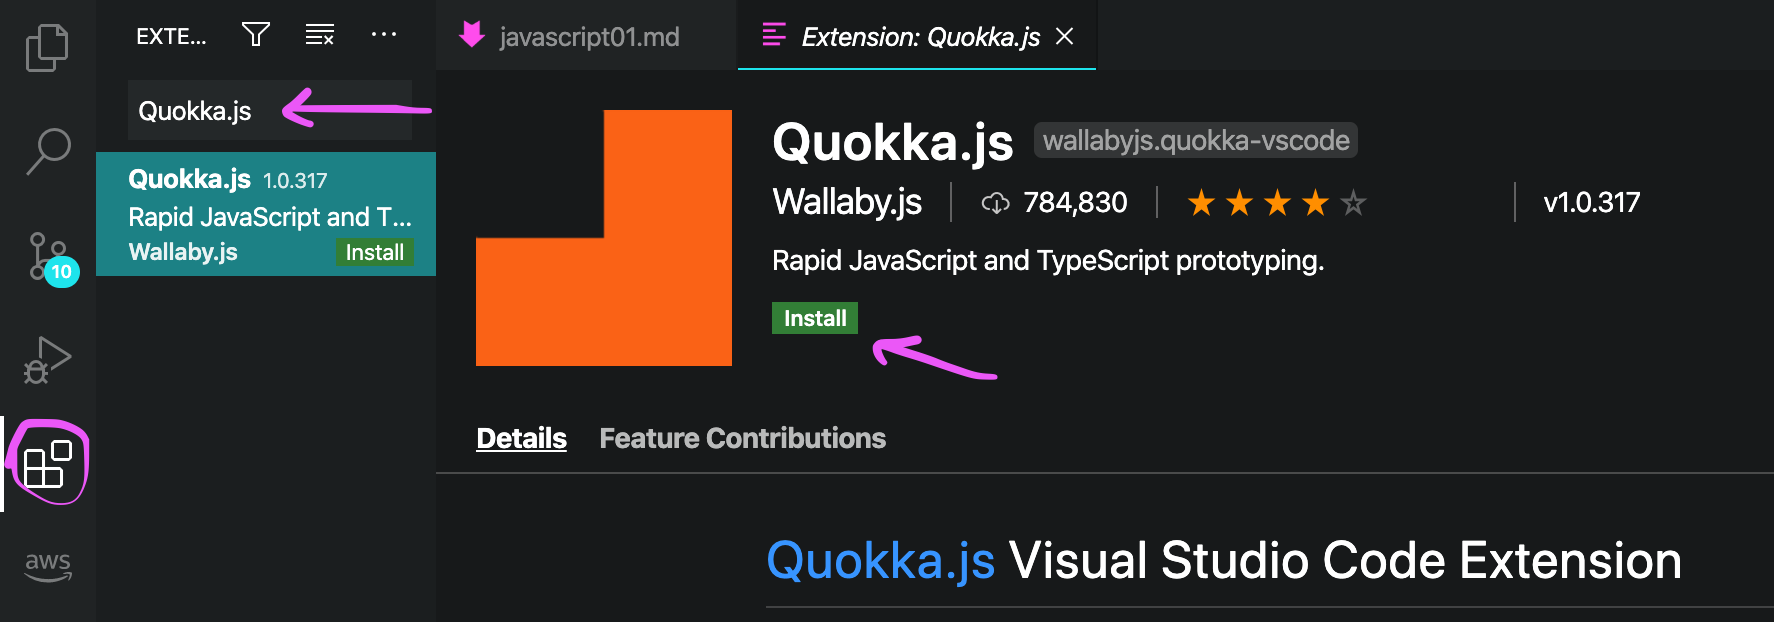 EXTE...
Quokka.js
Quokka.js 1.0.317
Rapid JavaScript and T...
Wallaby.js Install
10
aws
javascript01.md
Extension: Quokka.js
Quokka.js wallabyjs.quokka-vscode
Wallaby.js 784,830 v1.0.317
Rapid JavaScript and TypeScript prototyping.
Install
Details Feature Contributions
Quokka.js Visual Studio Code Extension